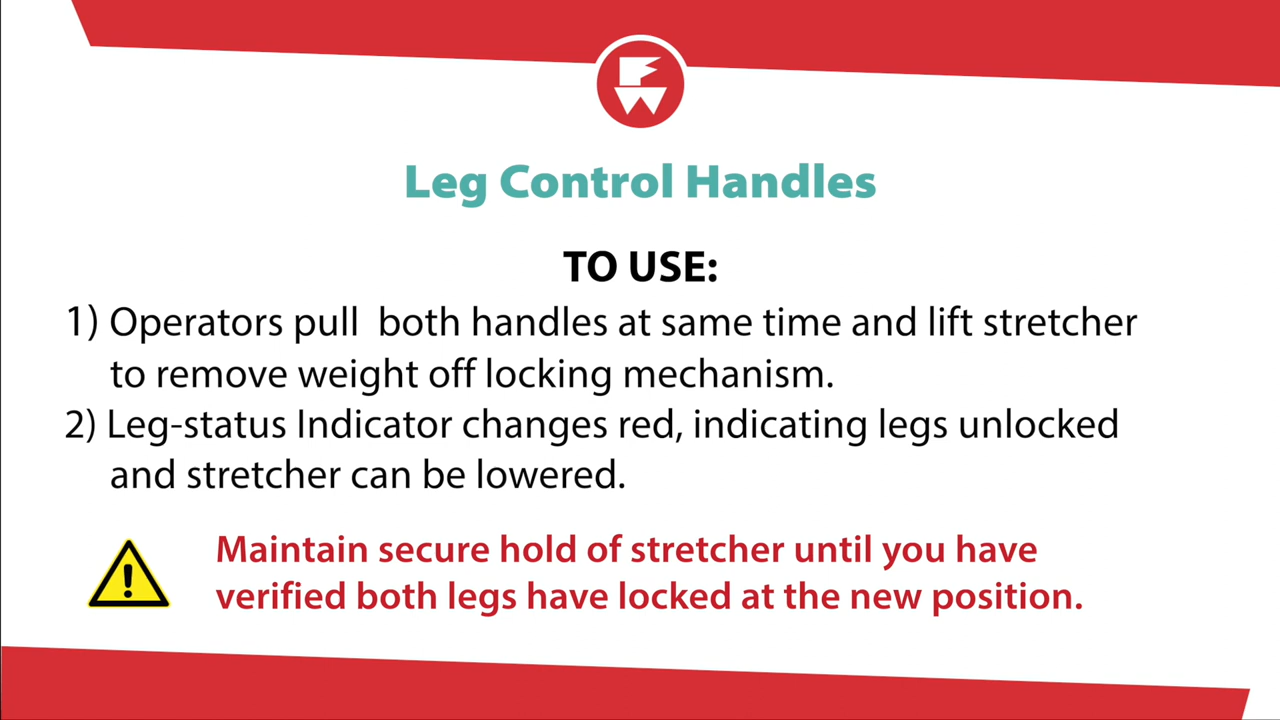 Leg Control Handles
TO USE:
1) Operators pull  both handles at same time and lift stretcher
to remove weight off locking mechanism.
2) Leg-status Indicator changes red, indicating legs unlocked
and stretcher can be lowered.
Maintain secure hold of stretcher until you have
verified both legs have locked at the new position.